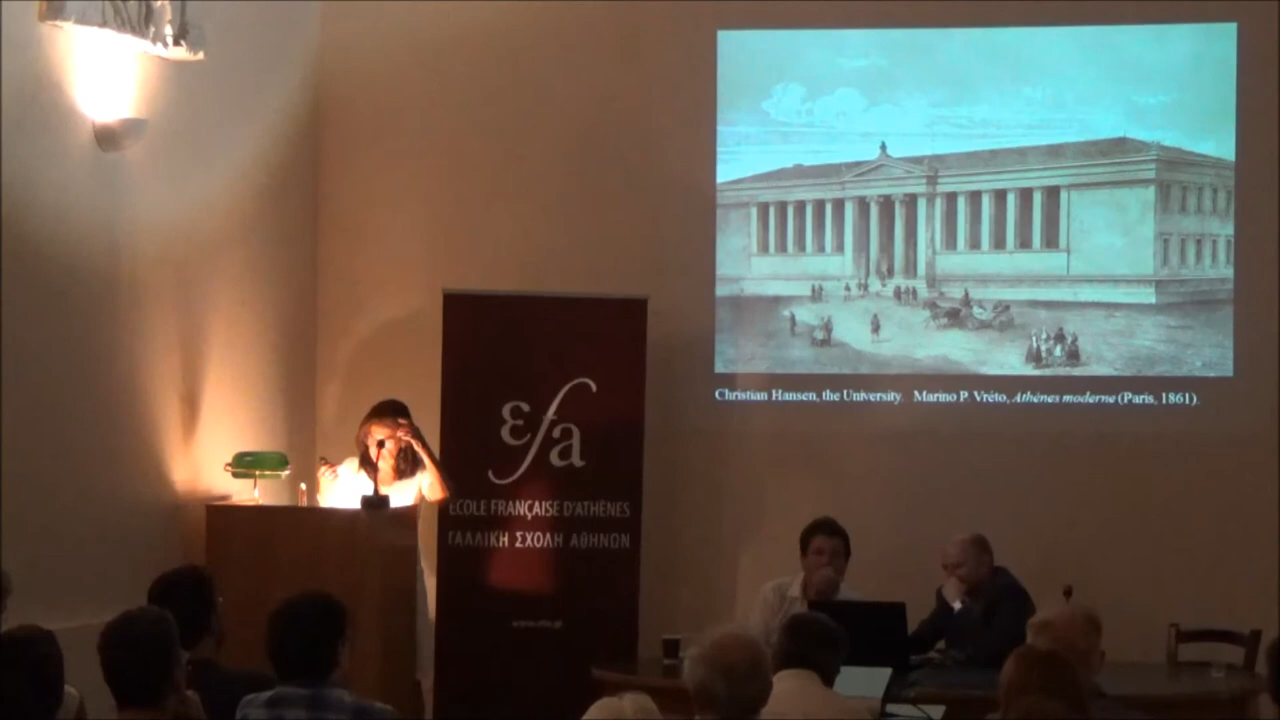 Christian Hansen, the University. Marino P. Vréto, Athènes moderne (Paris, 1861).
εfa
ECOLE FRANÇAISE D'ATHÈNES
ΓΑΛΛΙΚΗ ΣΧΟΛΗ ΑΘΗΝΩΝ